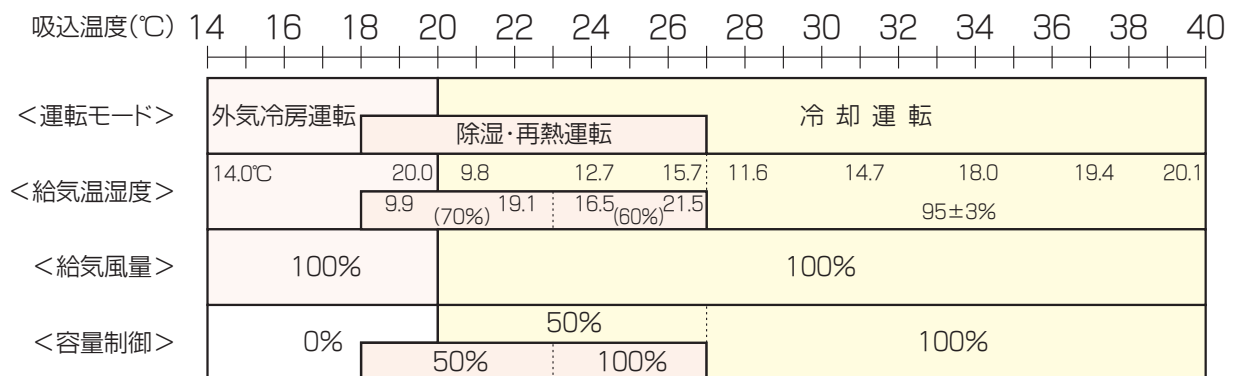 吸込温度(℃) 14 16 18 20 22 24 26 28 30 32 34 36 38 40
<運転モード> 外気冷房運転 冷却運転
除湿・再熱運転
14.0℃ 20.0 9.8 12.7 15.7 11.6 14.7 18.0 19.4 20.1
<給気温湿度>
9.9 (70%) 19.1 16.5 (60%) 21.5 95±3%
<給気風量> 100% 100%
50%
<容量制御> 0% 100%
50% 100%